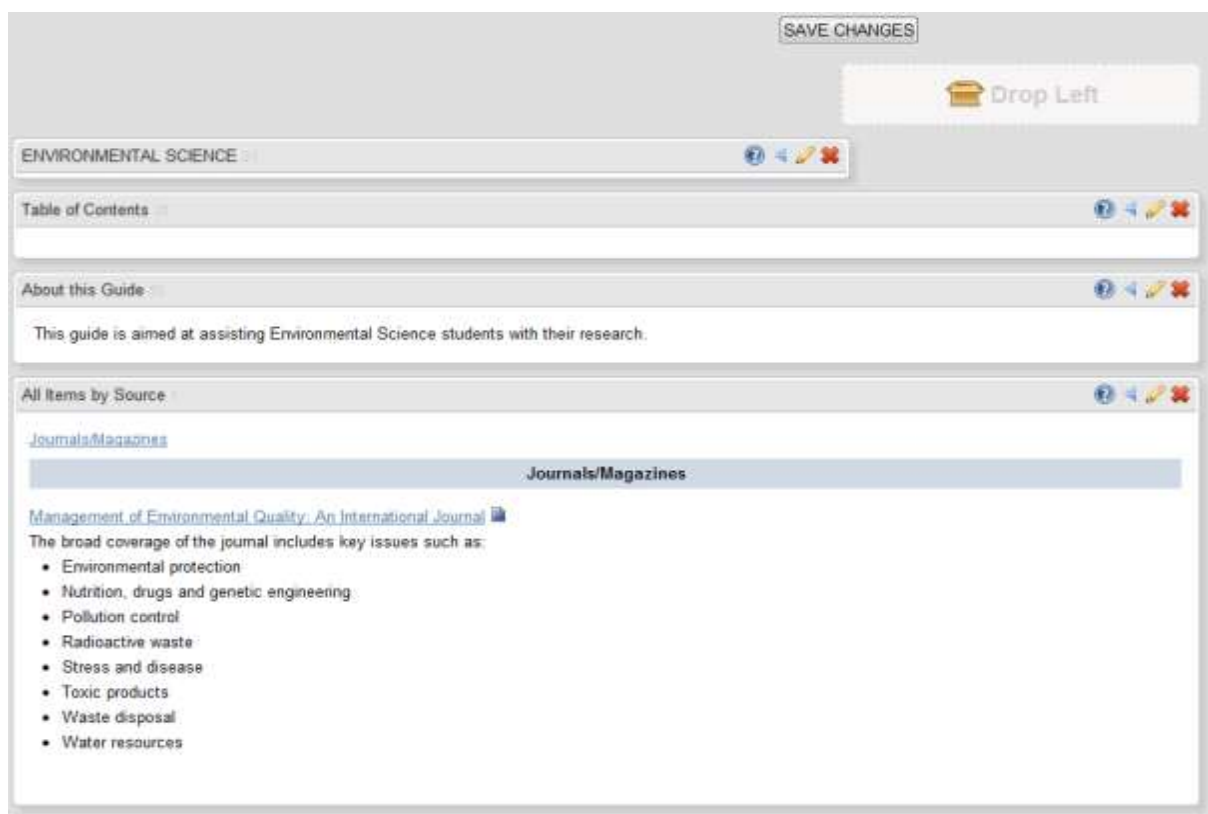 SAVE CHANGES
Drop Left
ENVIRONMENTAL SCIENCE
Table of Contents
About this Guide
This guide is aimed at assisting Environmental Science students with their research.
All Items by Source
Journals/Magazines
Journals/Magazines
Management of Environmental Quality: An International Journal
The broad coverage of the journal includes key issues such as:
• Environmental protection
• Nutrition, drugs and genetic engineering
• Pollution control
• Radioactive waste
• Stress and disease
• Toxic products
• Waste disposal
• Water resources